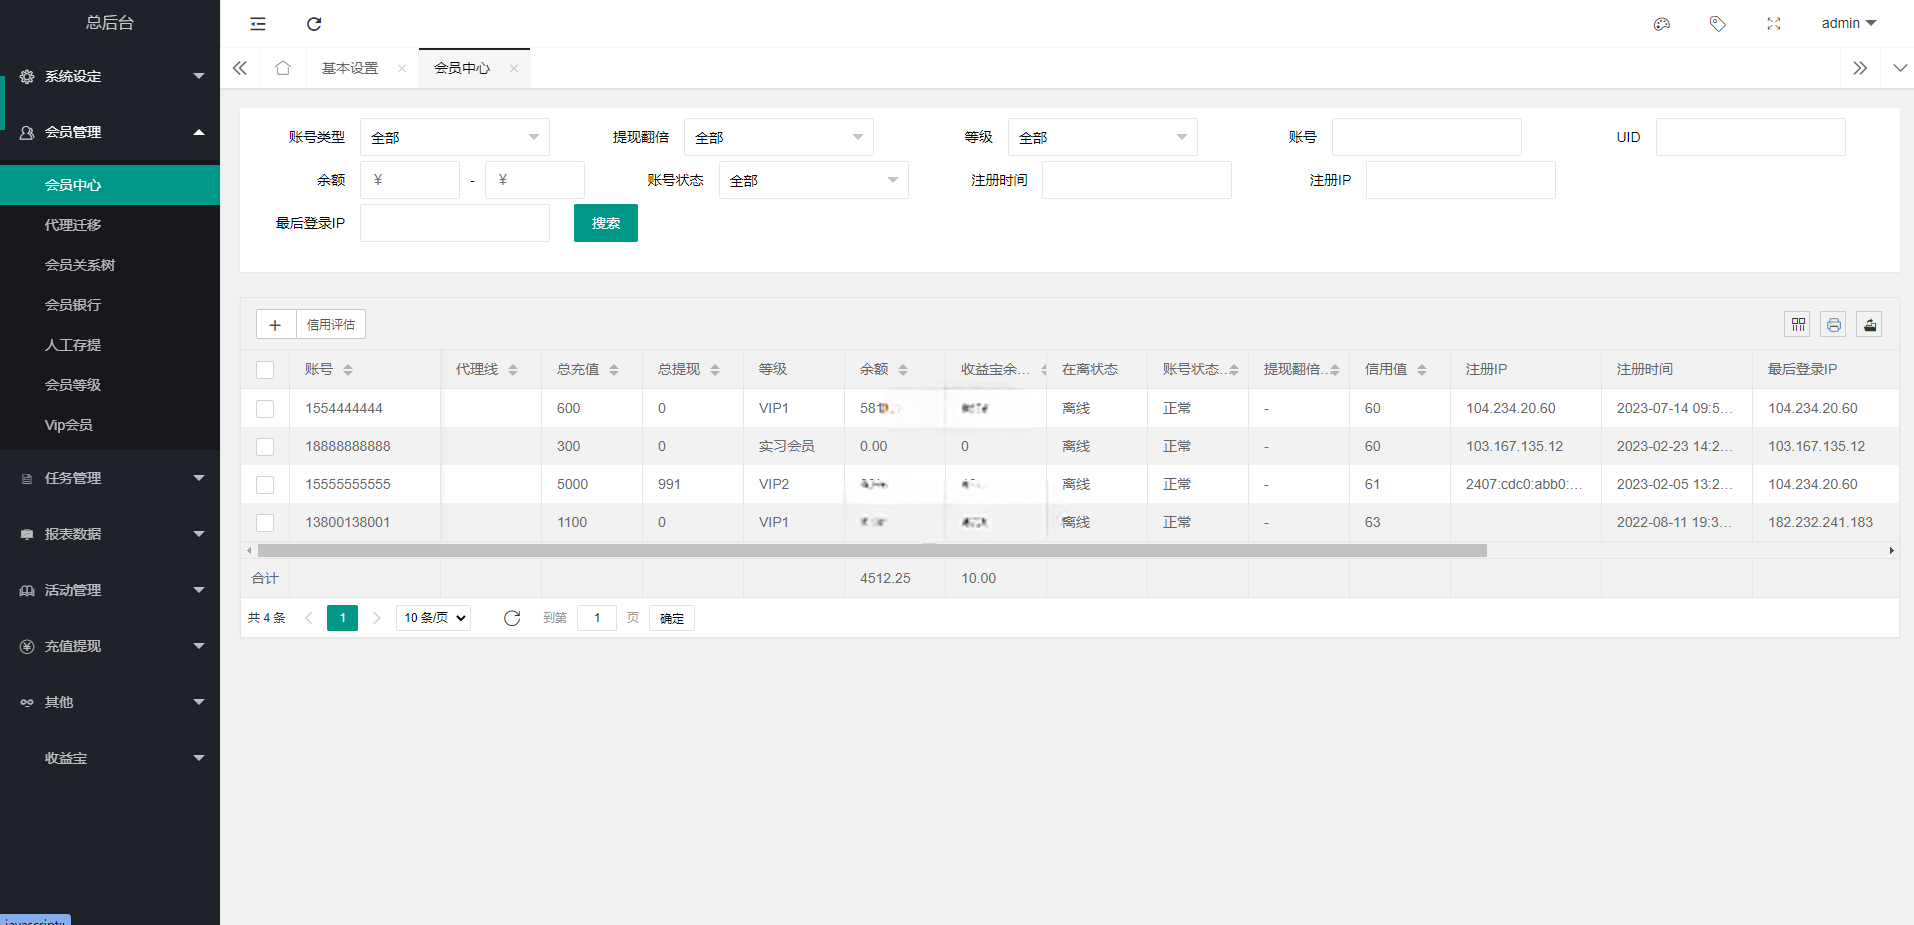 总后台
admin
系统设定
会员管理
会员中心
代理迁移
会员关系树
会员银行
人工存提
会员等级
Vip会员
任务管理
报表数据
活动管理
充值提现
其他
收益宝
基本设置 × 会员中心 ×
账号类型 全部 提现翻倍 全部 等级 全部 账号 UID
余额 ¥ - ¥ 账号状态 全部 注册时间 注册IP
最后登录IP 搜索
+ 信用评估
账号 代理线 总充值 总提现 等级 余额 收益宝余... 在离状态 账号状态... 提现翻倍... 信用值 注册IP 注册时间 最后登录IP
1554444444 600 0 VIP1 离线 正常 - 60 104.234.20.60 2023-07-14 09:5... 104.234.20.60
18888888888 300 0 实习会员 0.00 0 离线 正常 - 60 103.167.135.12 2023-02-23 14:2... 103.167.135.12
15555555555 5000 991 VIP2 离线 正常 - 61 2407:cdc0:abb0:... 2023-02-05 13:2... 104.234.20.60
13800138001 1100 0 VIP1 离线 正常 - 63 2022-08-11 19:3... 182.232.241.183
合计 4512.25 10.00
共 4 条 1 10 条/页 到第 1 页 确定